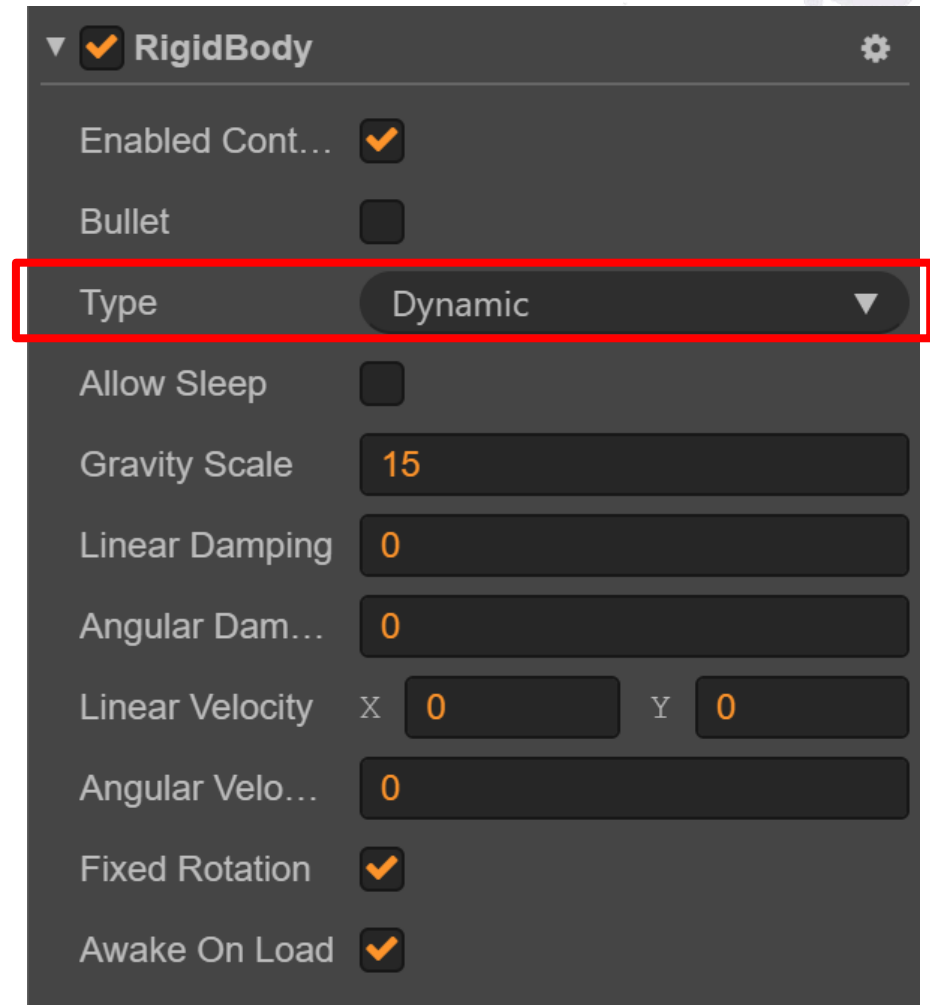 RigidBody
Enabled Cont...
Bullet
Type Dynamic
Allow Sleep
Gravity Scale 15
Linear Damping 0
Angular Dam... 0
Linear Velocity X 0 Y 0
Angular Velo... 0
Fixed Rotation
Awake On Load